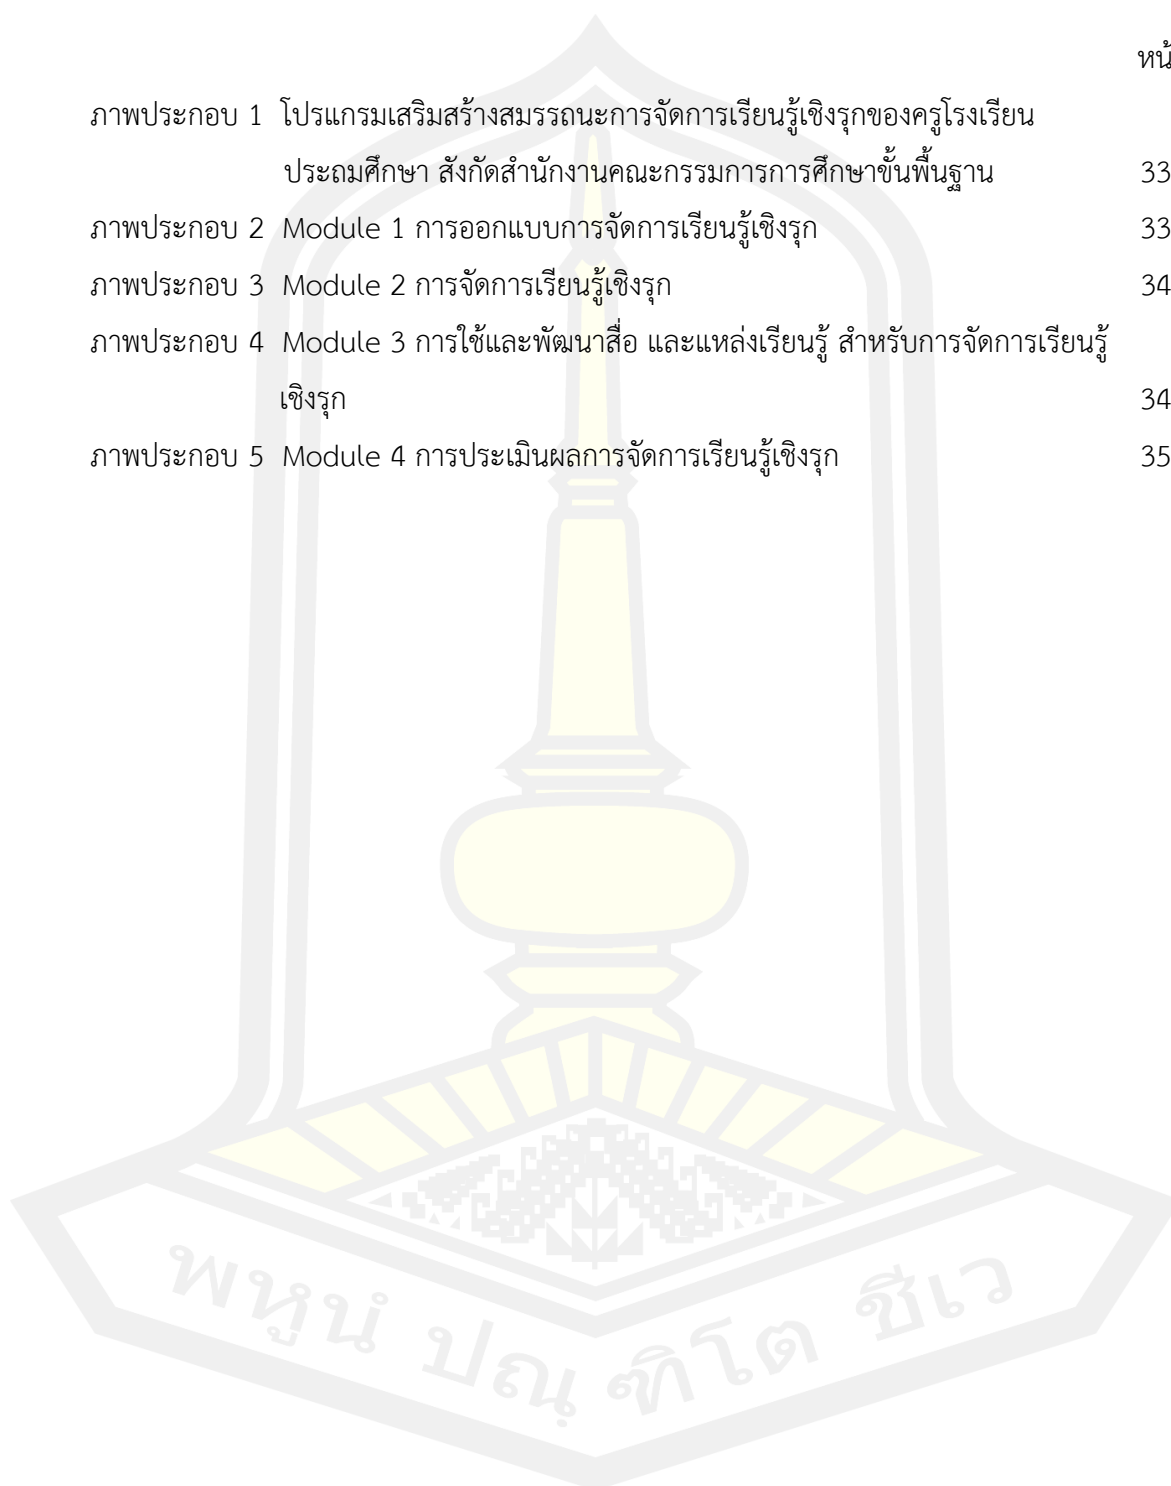 หน้
ภาพประกอบ 1 โปรแกรมเสริมสร้างสมรรถนะการจัดการเรียนรู้เชิงรุกของครูโรงเรียน
ประถมศึกษา สังกัดสำนักงานคณะกรรมการการศึกษาขั้นพื้นฐาน 33
ภาพประกอบ 2 Module 1 การออกแบบการจัดการเรียนรู้เชิงรุก 33
ภาพประกอบ 3 Module 2 การจัดการเรียนรู้เชิงรุก 34
ภาพประกอบ 4 Module 3 การใช้และพัฒนาสื่อ และแหล่งเรียนรู้ สำหรับการจัดการเรียนรู้
เชิงรุก 34
ภาพประกอบ 5 Module 4 การประเมินผลการจัดการเรียนรู้เชิงรุก 35
พหูนํ ปณฺฑิโต ชีเว